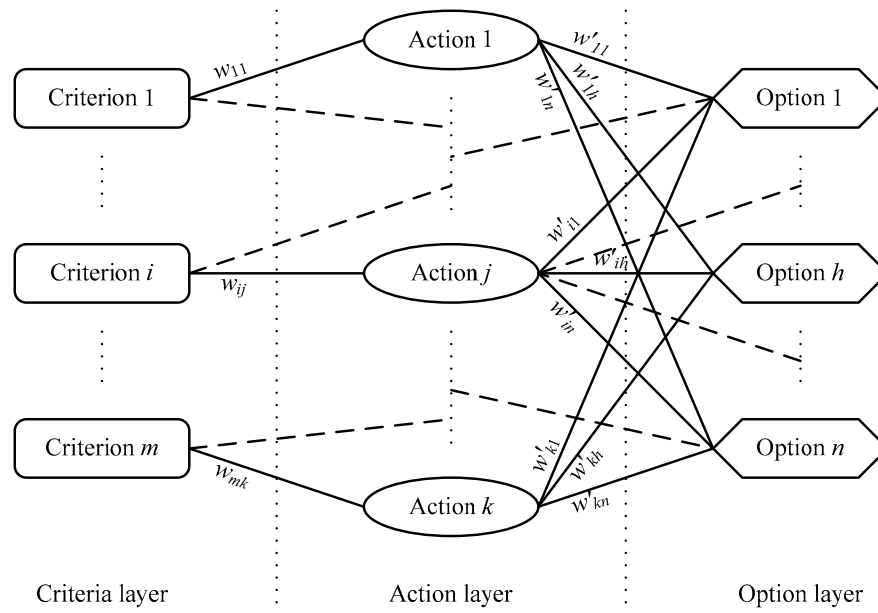 Action 1
w11
w'11
w'1h
w'1n
Criterion 1
Option 1
w'i1
Criterion i
wij
Action j
w'ih
Option h
w'in
Criterion m
wmk
w'k1
w'kh
w'kn
Option n
Action k
Criteria layer
Action layer
Option layer